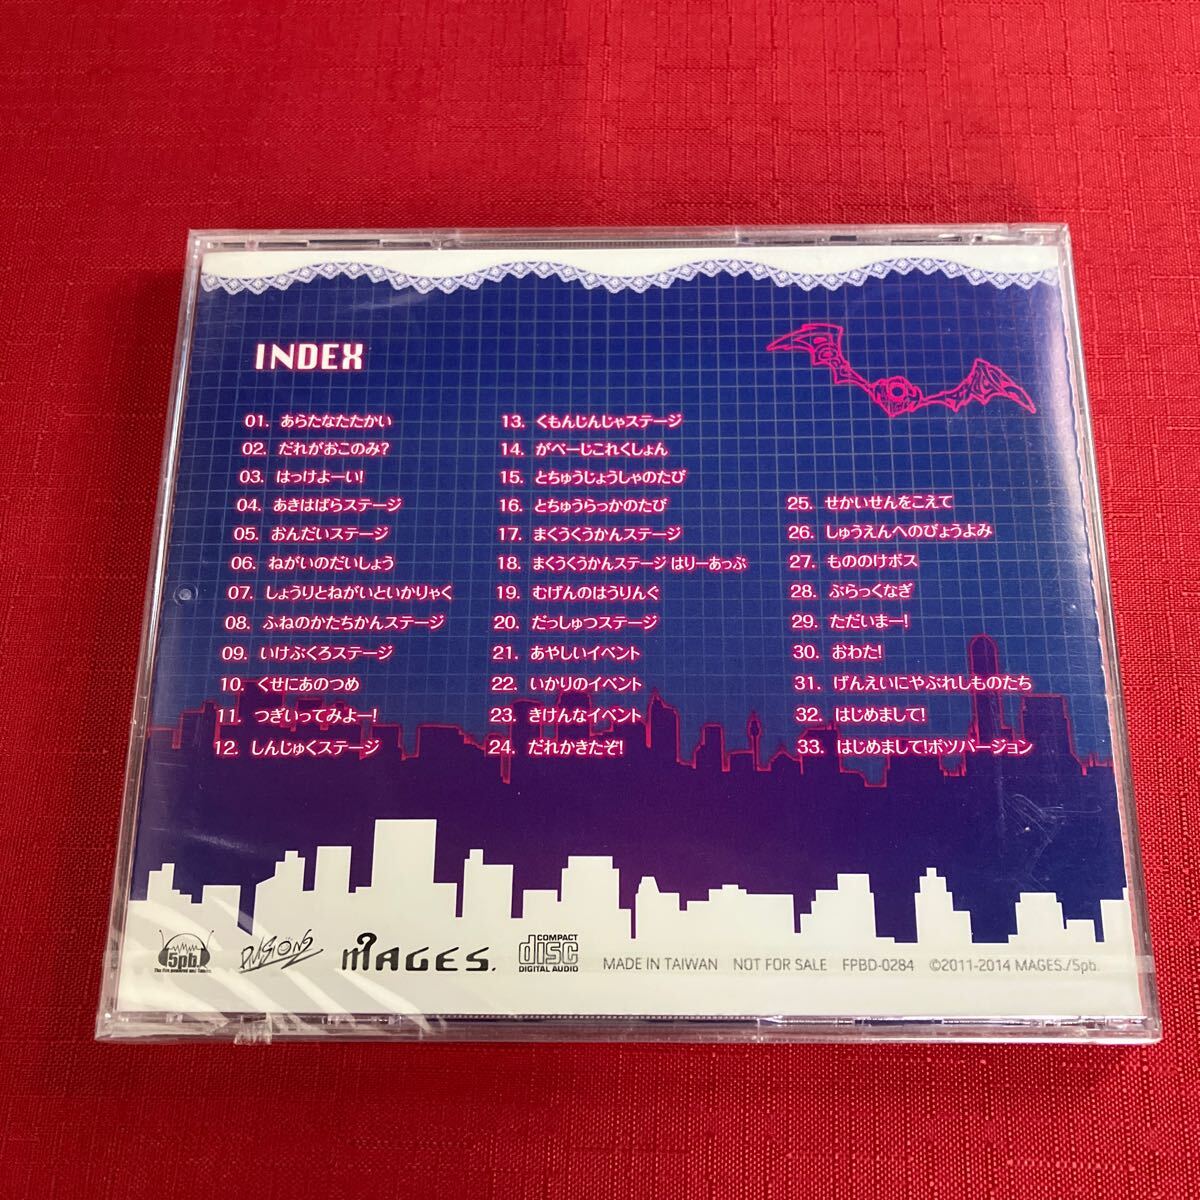 INDEX
01. あらたなたたかい
02. だれがおこのみ?
03. はっけよーい!
04. あきはばらステージ
05. おんだいステージ
06. ねがいのだいしょう
07. しょうりとねがいといかりゃく
08. ふねのかたちかんステージ
09. いけぶくろステージ
10. くせにあのつめ
11. つぎいってみよー!
12. しんじゅくステージ
13. くもんじんじゃステージ
14. がべーじこれくしょん
15. とちゅうじょうしゃのたび
16. とちゅうらっかのたび
17. まくうくうかんステージ
18. まくうくうかんステージ はりーあっぷ
19. むげんのはうりんぐ
20. だっしゅつステージ
21. あやしいイベント
22. いかりのイベント
23. きけんなイベント
24. だれかきたぞ!
25. せかいせんをこえて
26. しゅうえんへのびょうよみ
27. もののけボス
28. ぶらっくなぎ
29. ただいまー!
30. おわた!
31. げんえいにやぶれしものたち
32. はじめまして!
33. はじめまして!ボツバージョン
5pb.
MAGES.
COMPACT
disc
DIGITAL AUDIO
MADE IN TAIWAN NOT FOR SALE FPBD-0284 ©2011-2014 MAGES./5pb.